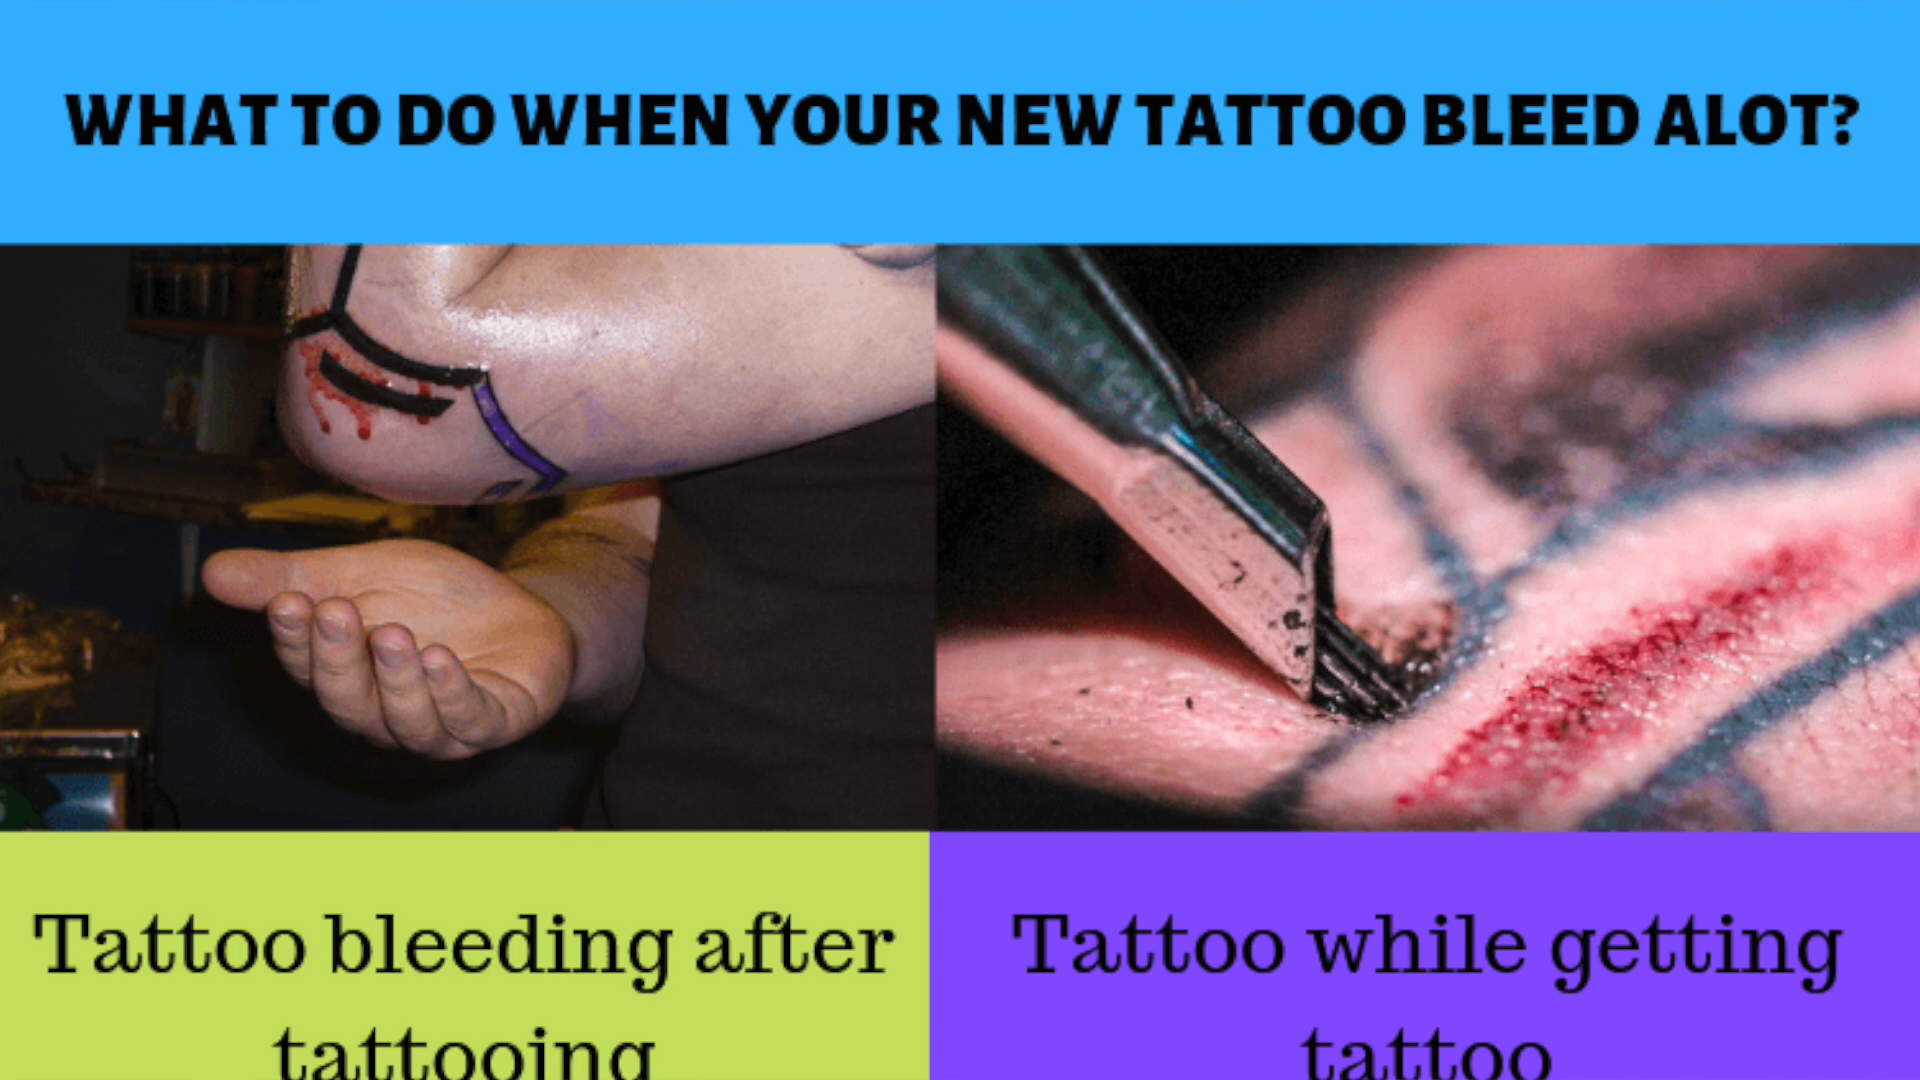 WHAT TO DO WHEN YOUR NEW TATTOO BLEED ALOT?
Tattoo bleeding after
tattooing
Tattoo while getting
tattoo